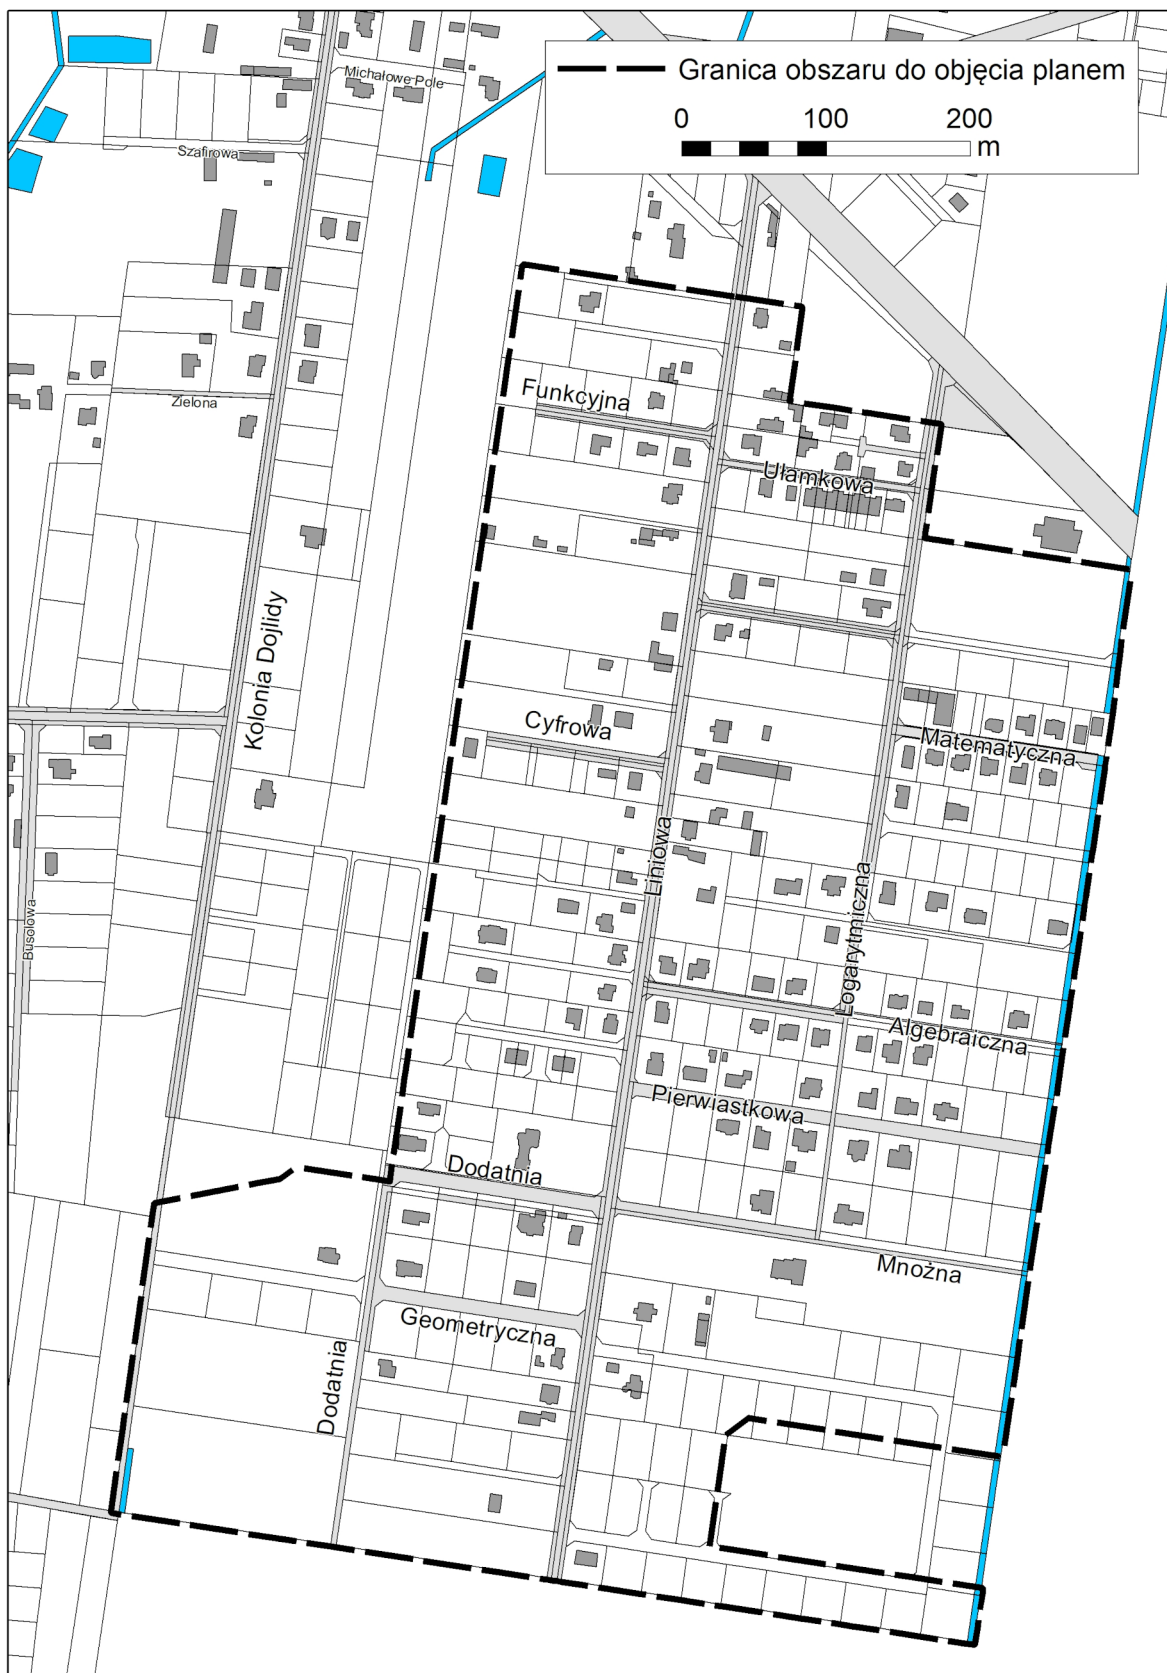 Granica obszaru do objęcia planem
0 100 200
m
Michałowe Pole
Szafirowa
Zielona
Funkcyjna
Ułamkowa
Kolonia Dojlidy
Cyfrowa
Matematyczna
Liniowa
Logarytmiczna
Busolowa
Algebraiczna
Pierwiastkowa
Dodatnia
Mnożna
Geometryczna
Dodatnia